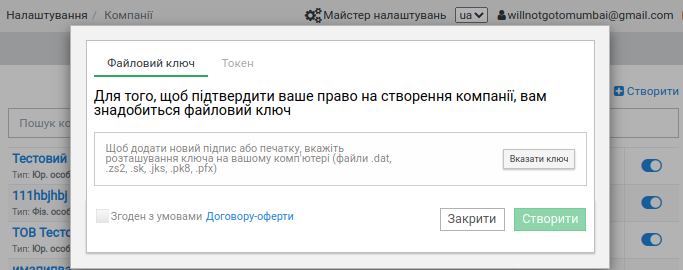 Налаштування / Компанії
Майстер налаштувань ua willnotgotomumbai@gmail.com
Файловий ключ Токен
Для того, щоб підтвердити ваше право на створення компанії, вам
знадобиться файловий ключ
Створити
Пошук ко
Щоб додати новий підпис або печатку, вкажіть
розташування ключа на вашому комп'ютері (файли .dat,
.zs2, .sk, .jks, .pk8, .pfx)
Вказати ключ
Тестовий
Тип: Юр. особ
111hbjhbj
Тип: Фіз. особ
Згоден з умовами Договору-оферти
Закрити Створити
ТОВ Тесто
Тип: Юр. особ